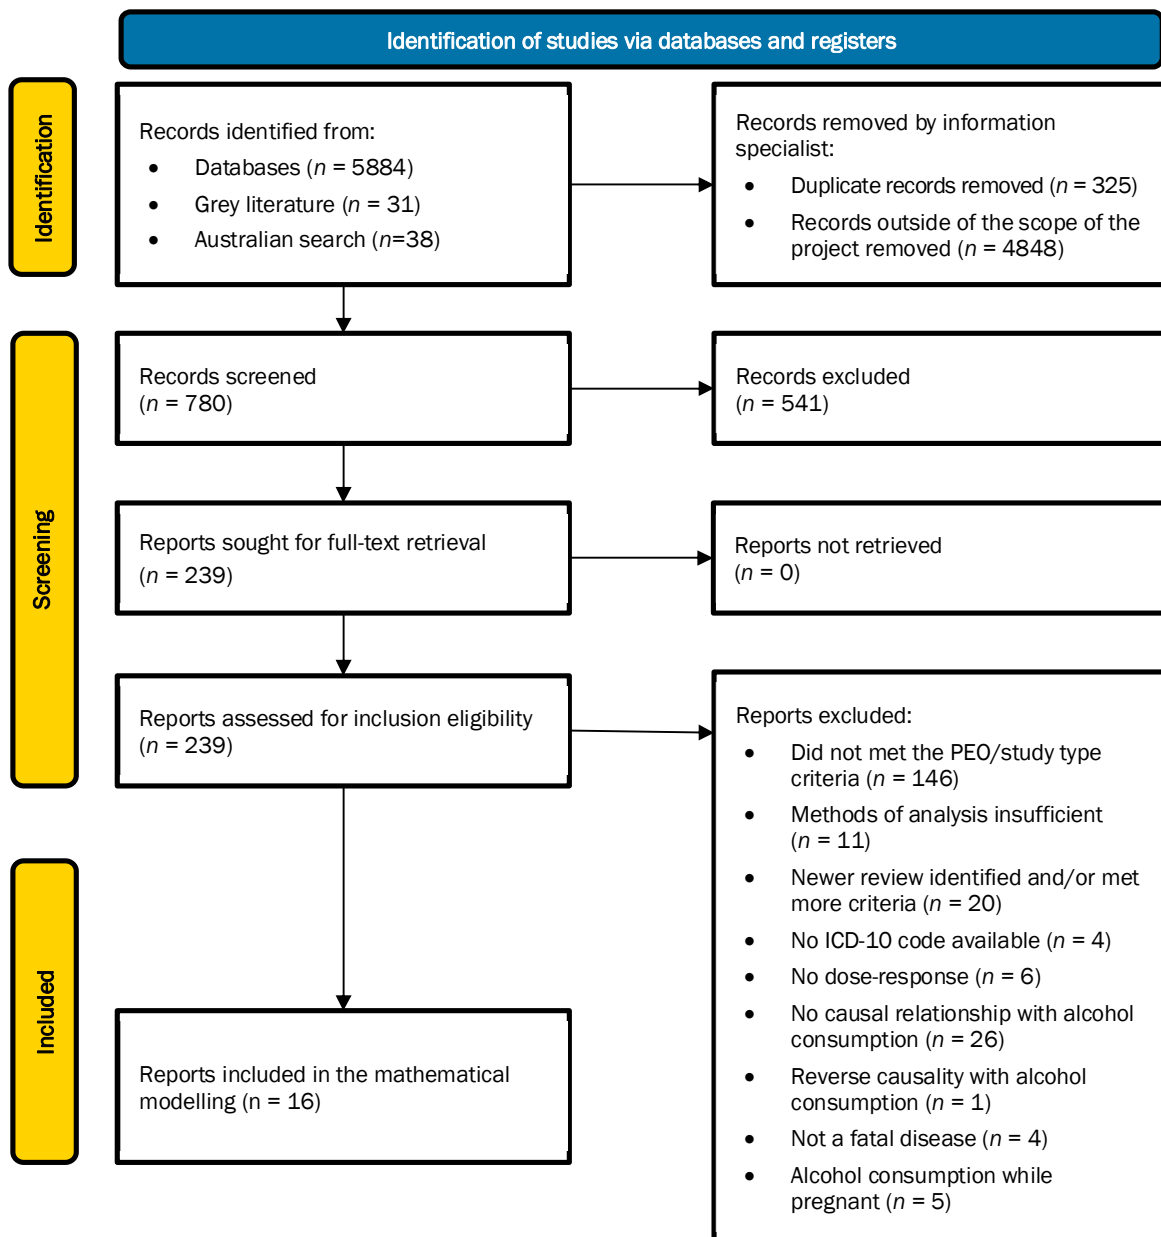 Identification of studies via databases and registers
Identification
Records identified from:
• Databases (n = 5884)
• Grey literature (n = 31)
• Australian search (n=38)
Records removed by information
specialist:
• Duplicate records removed (n = 325)
• Records outside of the scope of the
project removed (n = 4848)
Screening
Records screened
(n = 780)
Records excluded
(n = 541)
Reports sought for full-text retrieval
(n = 239)
Reports not retrieved
(n = 0)
Reports assessed for inclusion eligibility
(n = 239)
Reports excluded:
• Did not met the PEO/study type
criteria (n = 146)
• Methods of analysis insufficient
(n = 11)
• Newer review identified and/or met
more criteria (n = 20)
• No ICD-10 code available (n = 4)
• No dose-response (n = 6)
• No causal relationship with alcohol
consumption (n = 26)
• Reverse causality with alcohol
consumption (n = 1)
• Not a fatal disease (n = 4)
• Alcohol consumption while
pregnant (n = 5)
Included
Reports included in the mathematical
modelling (n = 16)